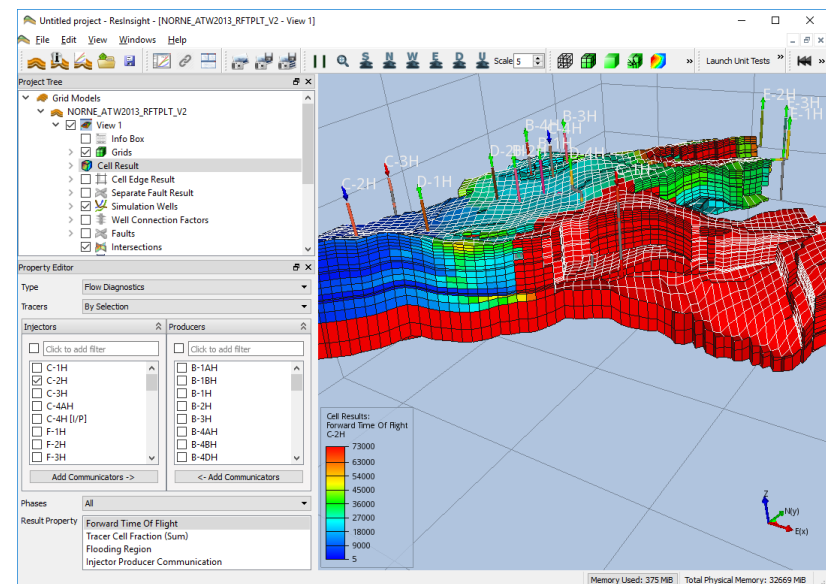 Untitled project - ResInsight - [NORNE_ATW2013_RFTPLT_V2 - View 1]
File Edit View Windows Help
S N W E D U Scale 5 » Launch Unit Tests » »
Project Tree
Grid Models
NORNE_ATW2013_RFTPLT_V2
View 1
Info Box
Grids
Cell Result
Cell Edge Result
Separate Fault Result
Simulation Wells
Well Connection Factors
Faults
Intersections
Property Editor
Type Flow Diagnostics
Tracers By Selection
Injectors Producers
Click to add filter Click to add filter
C-1H B-1AH
C-2H B-1BH
C-3H B-1H
C-4AH B-2H
C-4H [I/P] B-3H
F-1H B-4AH
F-2H B-4BH
F-3H B-4DH
Add Communicators -> <- Add Communicators
Phases All
Result Property Forward Time Of Flight
Tracer Cell Fraction (Sum)
Flooding Region
Injector Producer Communication
E-2H
E-3H
E-1H
B-3H
B-4H
C-3H
C-2H
D-1H
Cell Results:
Forward Time Of Flight
C-2H
73000
63000
54000
45000
36000
27000
18000
9000
5
Z
N(y)
E(x)
Memory Used: 375 MiB Total Physical Memory: 32669 MiB